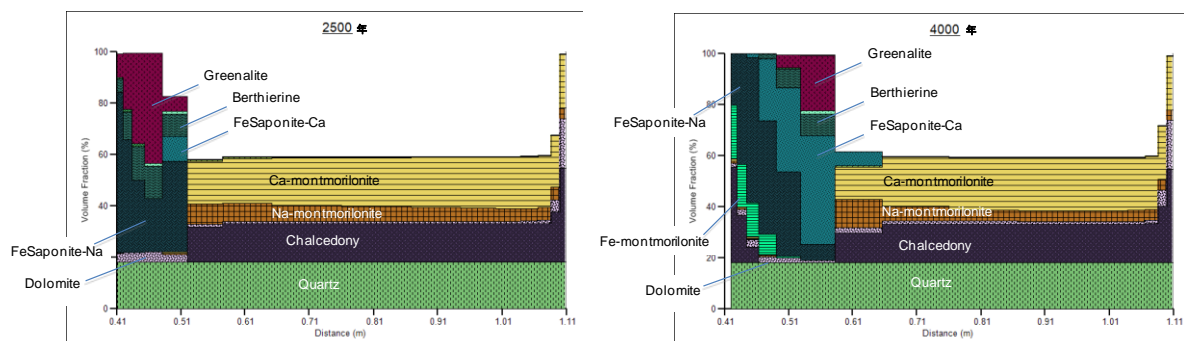 2500 年
Volume Fraction (%)
100
80
60
40
20
0
Greenalite
Berthierine
FeSaponite-Ca
Ca-montmorilonite
Na-montmorilonite
Chalcedony
FeSaponite-Na
Dolomite
Quartz
0.41 0.51 0.61 0.71 0.81 0.91 1.01 1.11
Distance (m)
4000 年
Volume Fraction (%)
100
80
60
40
20
0
Greenalite
Berthierine
FeSaponite-Na
FeSaponite-Ca
Ca-montmorilonite
Na-montmorilonite
Fe-montmorilonite
Chalcedony
Dolomite
Quartz
0.41 0.51 0.61 0.71 0.81 0.91 1.01 1.11
Distance (m)